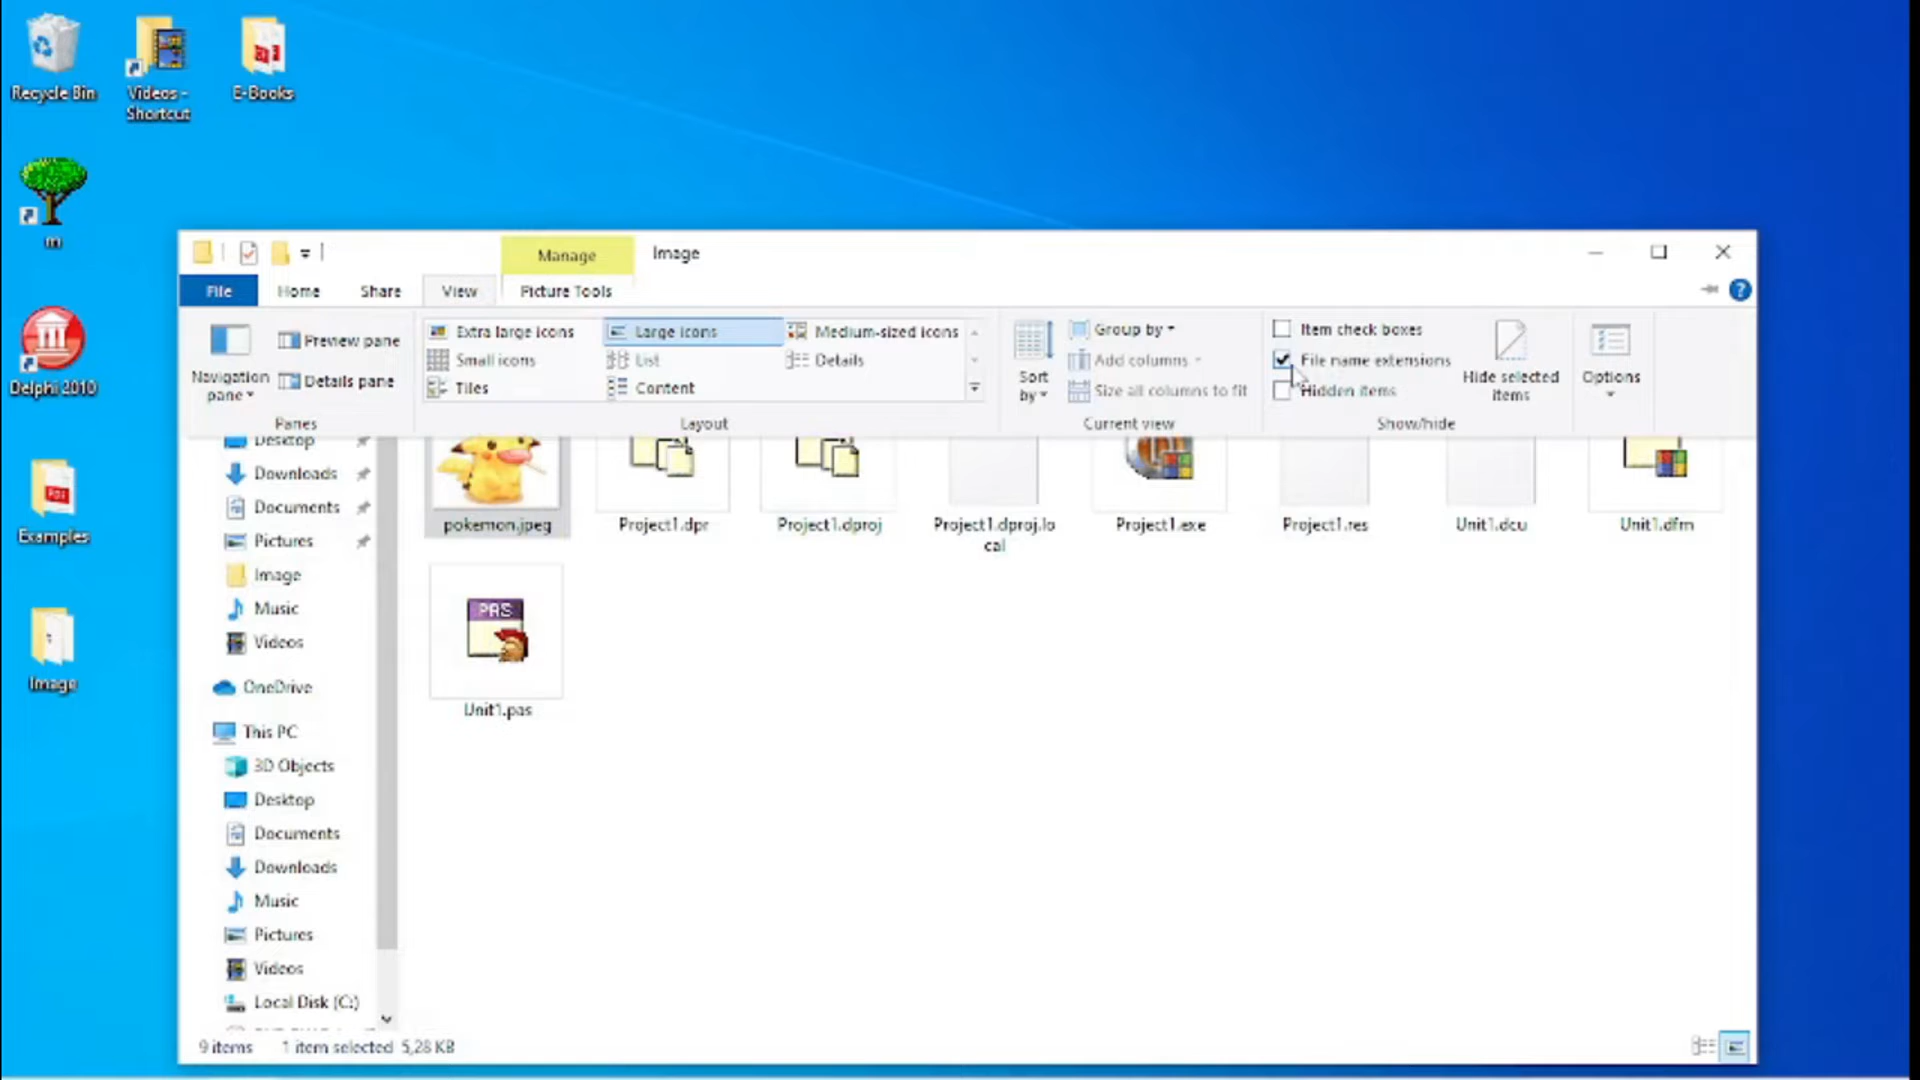 Recycle Bin
Videos -
Shortcut
E-Books
m
Delphi 2010
Examples
Image
Manage
Image
File
Home
Share
View
Picture Tools
Navigation
pane
Preview pane
Details pane
Panes
Extra large icons
Large icons
Medium-sized icons
Small icons
List
Details
Tiles
Content
Layout
Sort
by
Group by
Add columns
Size all columns to fit
Current view
Item check boxes
File name extensions
Hidden items
Hide selected
items
Show/hide
Options
Desktop
Downloads
Documents
Pictures
Image
Music
Videos
OneDrive
This PC
3D Objects
Desktop
Documents
Downloads
Music
Pictures
Videos
Local Disk (C:)
pokemon.jpeg
Project1.dpr
Project1.dproj
Project1.dproj.lo
cal
Project1.exe
Project1.res
Unit1.dcu
Unit1.dfm
PAS
Unit1.pas
9 items
1 item selected 5,28 KB